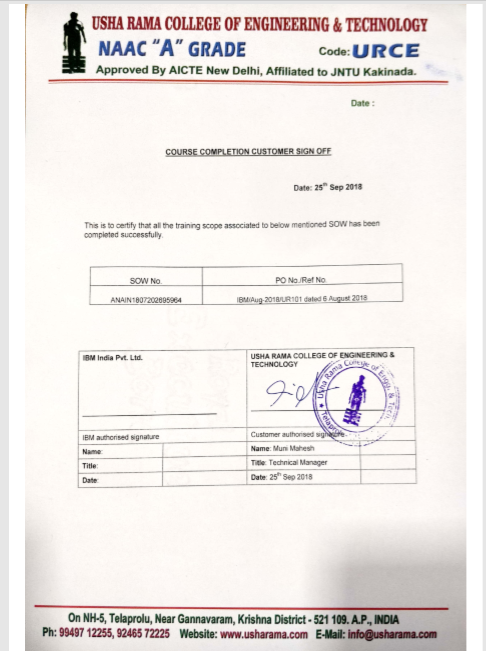 USHA RAMA COLLEGE OF ENGINEERING & TECHNOLOGY
NAAC "A" GRADE Code: URCE
Approved By AICTE New Delhi, Affiliated to JNTU Kakinada.
Date :
COURSE COMPLETION CUSTOMER SIGN OFF
Date: 25th Sep 2018
This is to certify that all the training scope associated to below mentioned SOW has been
completed successfully.
SOW No. PO No./Ref No.
ANAIN1807202695964 IBM/Aug-2018/UR101 dated 6 August 2018
IBM India Pvt. Ltd. USHA RAMA COLLEGE OF ENGINEERING &
TECHNOLOGY
Usha Rama College of Engg. & Tech.
Telaprolu
IBM authorised signature Customer authorised signature
Name: Name: Muni Mahesh
Title: Title: Technical Manager
Date: Date: 25th Sep 2018
On NH-5, Telaprolu, Near Gannavaram, Krishna District - 521 109. A.P., INDIA
Ph: 99497 12255, 92465 72225 Website: www.usharama.com E-Mail: info@usharama.com